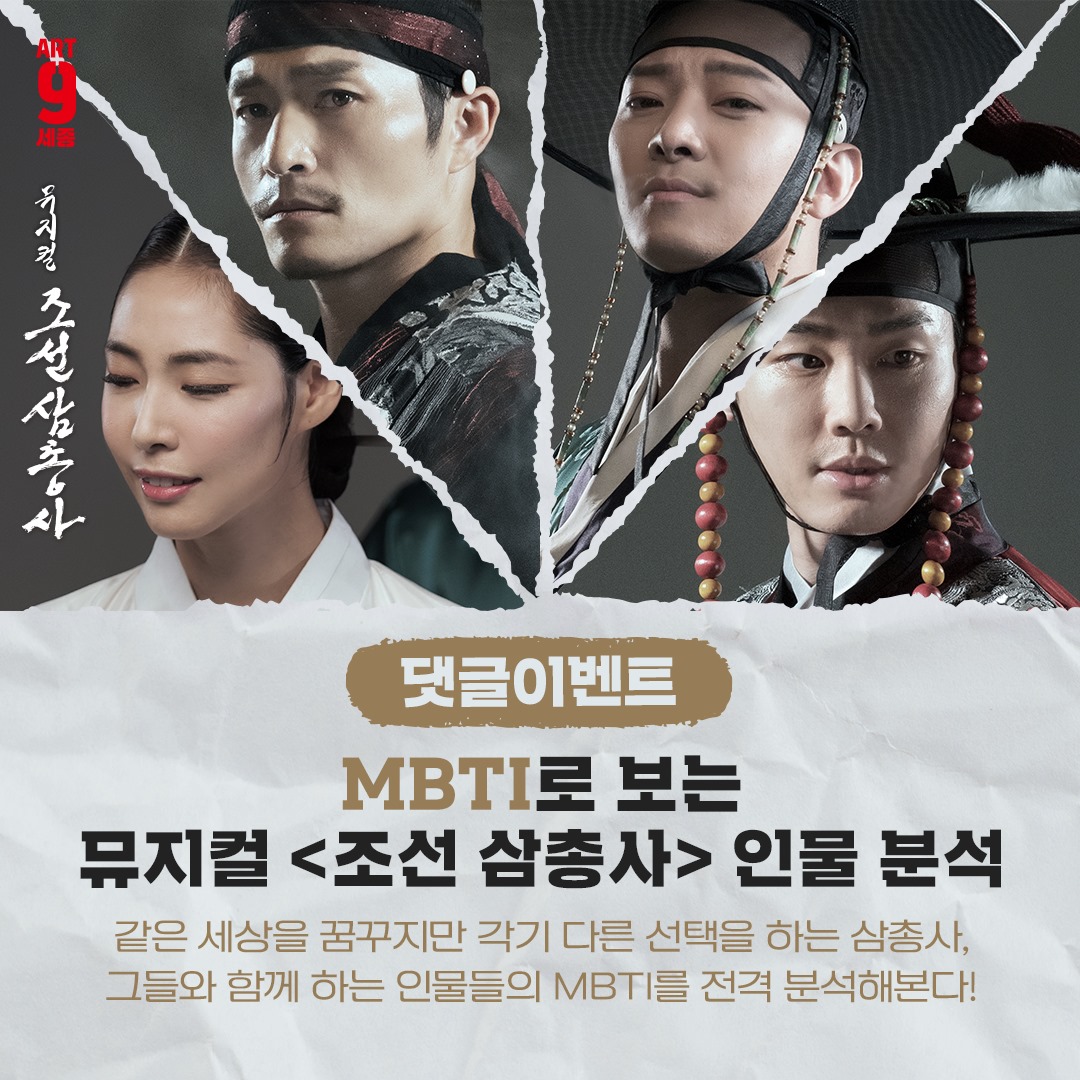 ART
+
9
세종
뮤지컬 조선 삼총사
댓글이벤트
MBTI로 보는
뮤지컬 <조선 삼총사> 인물 분석
같은 세상을 꿈꾸지만 각기 다른 선택을 하는 삼총사,
그들와 함께 하는 인물들의 MBTI를 전격 분석해본다!